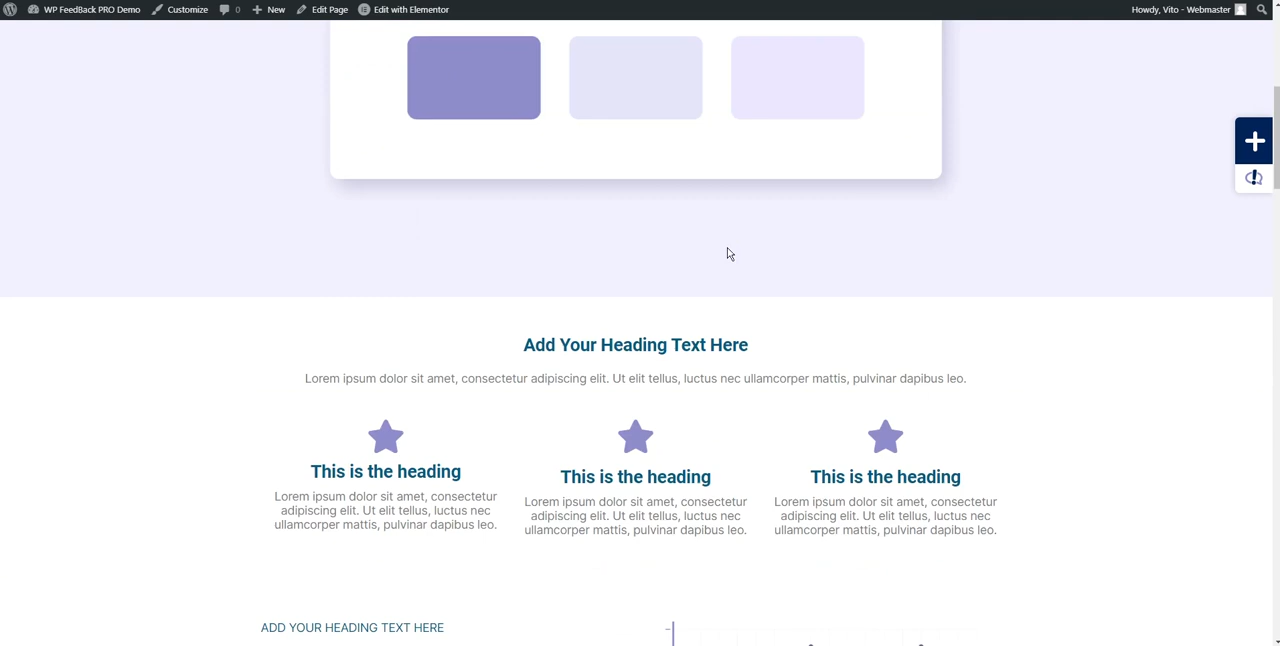 WP FeedBack PRO Demo Customize 0 New Edit Page Edit with Elementor Howdy, Vito - Webmaster
Add Your Heading Text Here
Lorem ipsum dolor sit amet, consectetur adipiscing elit. Ut elit tellus, luctus nec ullamcorper mattis, pulvinar dapibus leo.
This is the heading
Lorem ipsum dolor sit amet, consectetur
adipiscing elit. Ut elit tellus, luctus nec
ullamcorper mattis, pulvinar dapibus leo.
This is the heading
Lorem ipsum dolor sit amet, consectetur
adipiscing elit. Ut elit tellus, luctus nec
ullamcorper mattis, pulvinar dapibus leo.
This is the heading
Lorem ipsum dolor sit amet, consectetur
adipiscing elit. Ut elit tellus, luctus nec
ullamcorper mattis, pulvinar dapibus leo.
ADD YOUR HEADING TEXT HERE